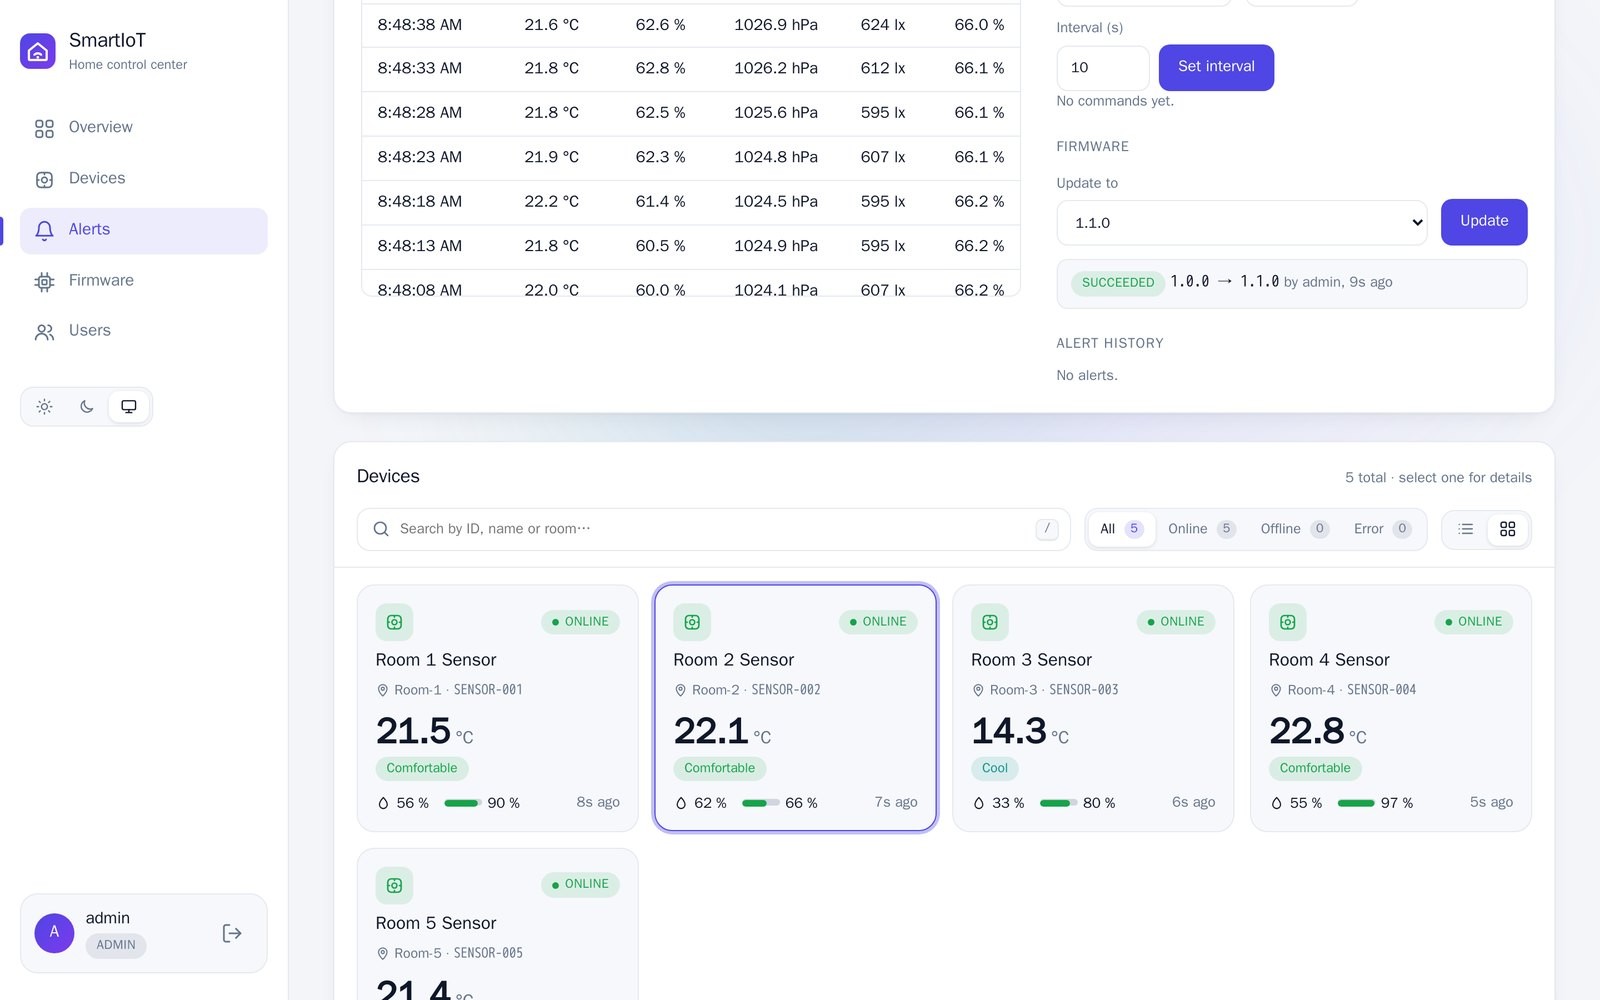 SmartIoT
Home control center
Overview
Devices
Alerts
Firmware
Users
A
admin
ADMIN
8:48:38 AM 21.6 °C 62.6 % 1026.9 hPa 624 lx 66.0 %
8:48:33 AM 21.8 °C 62.8 % 1026.2 hPa 612 lx 66.1 %
8:48:28 AM 21.8 °C 62.5 % 1025.6 hPa 595 lx 66.1 %
8:48:23 AM 21.9 °C 62.3 % 1024.8 hPa 607 lx 66.1 %
8:48:18 AM 22.2 °C 61.4 % 1024.5 hPa 595 lx 66.2 %
8:48:13 AM 21.8 °C 60.5 % 1024.9 hPa 595 lx 66.2 %
8:48:08 AM 22.0 °C 60.0 % 1024.1 hPa 607 lx 66.2 %
Interval (s)
10 Set interval
No commands yet.
FIRMWARE
Update to
1.1.0 Update
SUCCEEDED 1.0.0 → 1.1.0 by admin, 9s ago
ALERT HISTORY
No alerts.
Devices 5 total · select one for details
Search by ID, name or room··· / All 5 Online 5 Offline 0 Error 0
ONLINE
Room 1 Sensor
Room-1 · SENSOR-001
21.5 °C
Comfortable
56 % 90 % 8s ago
ONLINE
Room 2 Sensor
Room-2 · SENSOR-002
22.1 °C
Comfortable
62 % 66 % 7s ago
ONLINE
Room 3 Sensor
Room-3 · SENSOR-003
14.3 °C
Cool
33 % 80 % 6s ago
ONLINE
Room 4 Sensor
Room-4 · SENSOR-004
22.8 °C
Comfortable
55 % 97 % 5s ago
ONLINE
Room 5 Sensor
Room-5 · SENSOR-005
21.4 °C